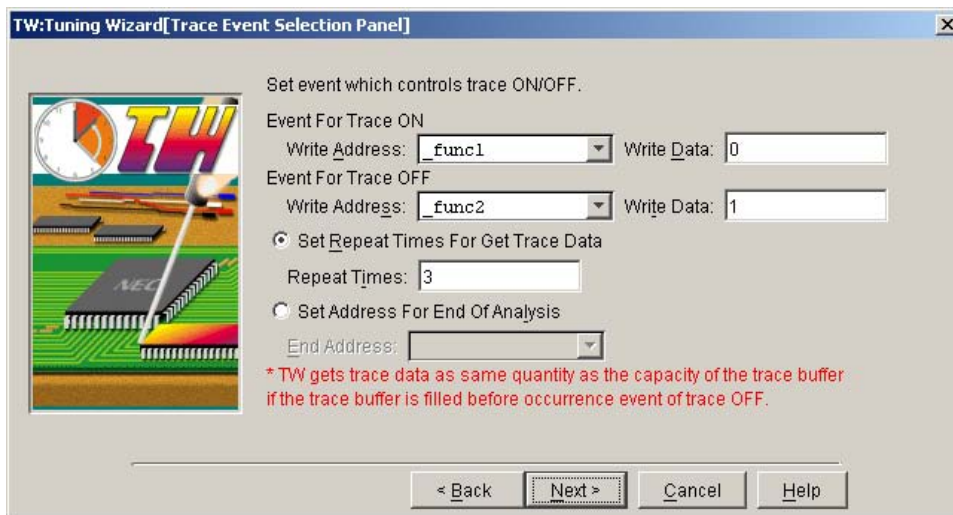 TW:Tuning Wizard[Trace Event Selection Panel]
TW
NEC
Set event which controls trace ON/OFF.
Event For Trace ON
Write Address: _func1 Write Data: 0
Event For Trace OFF
Write Address: _func2 Write Data: 1
Set Repeat Times For Get Trace Data
Repeat Times: 3
Set Address For End Of Analysis
End Address:
* TW gets trace data as same quantity as the capacity of the trace buffer
if the trace buffer is filled before occurrence event of trace OFF.
< Back Next > Cancel Help